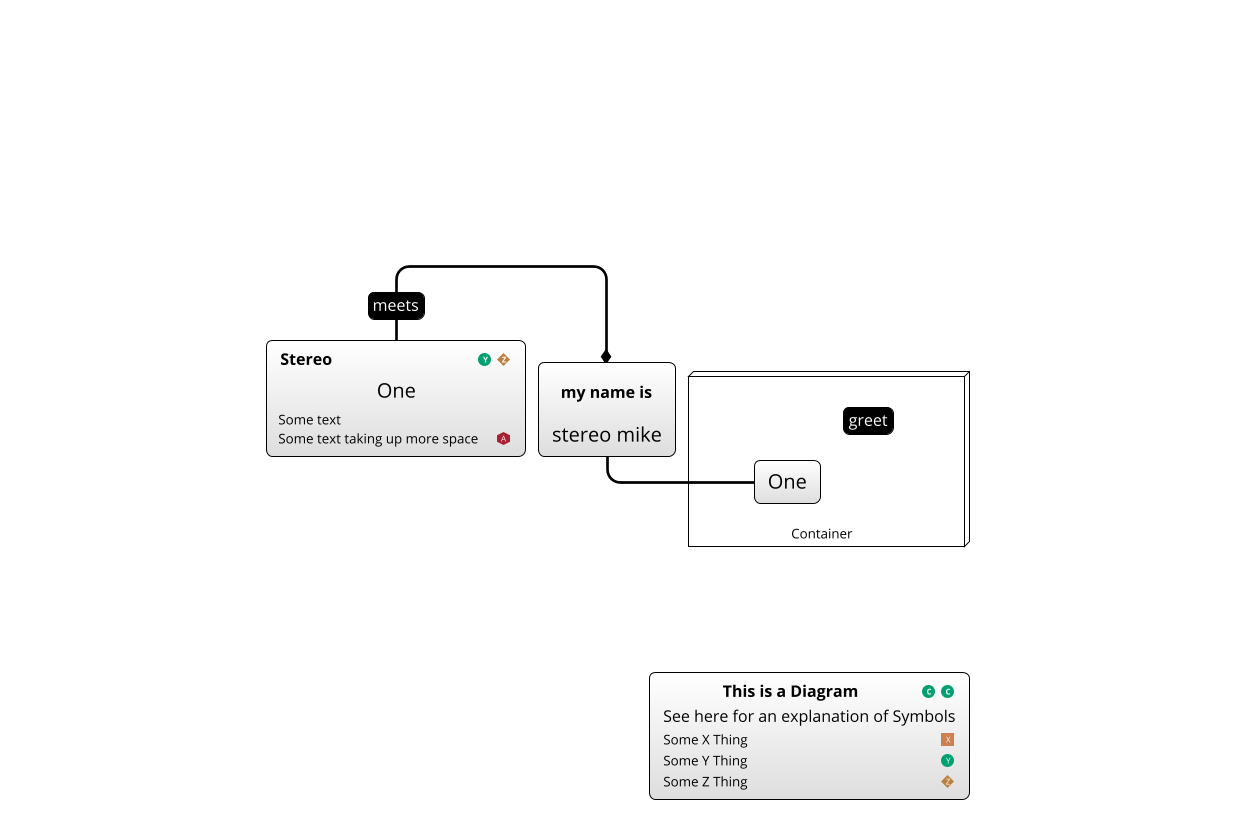 meets
Stereo Y Z
One
Some text
Some text taking up more space A
my name is
stereo mike
greet
One
Container
This is a Diagram C C
See here for an explanation of Symbols
Some X Thing X
Some Y Thing Y
Some Z Thing Z